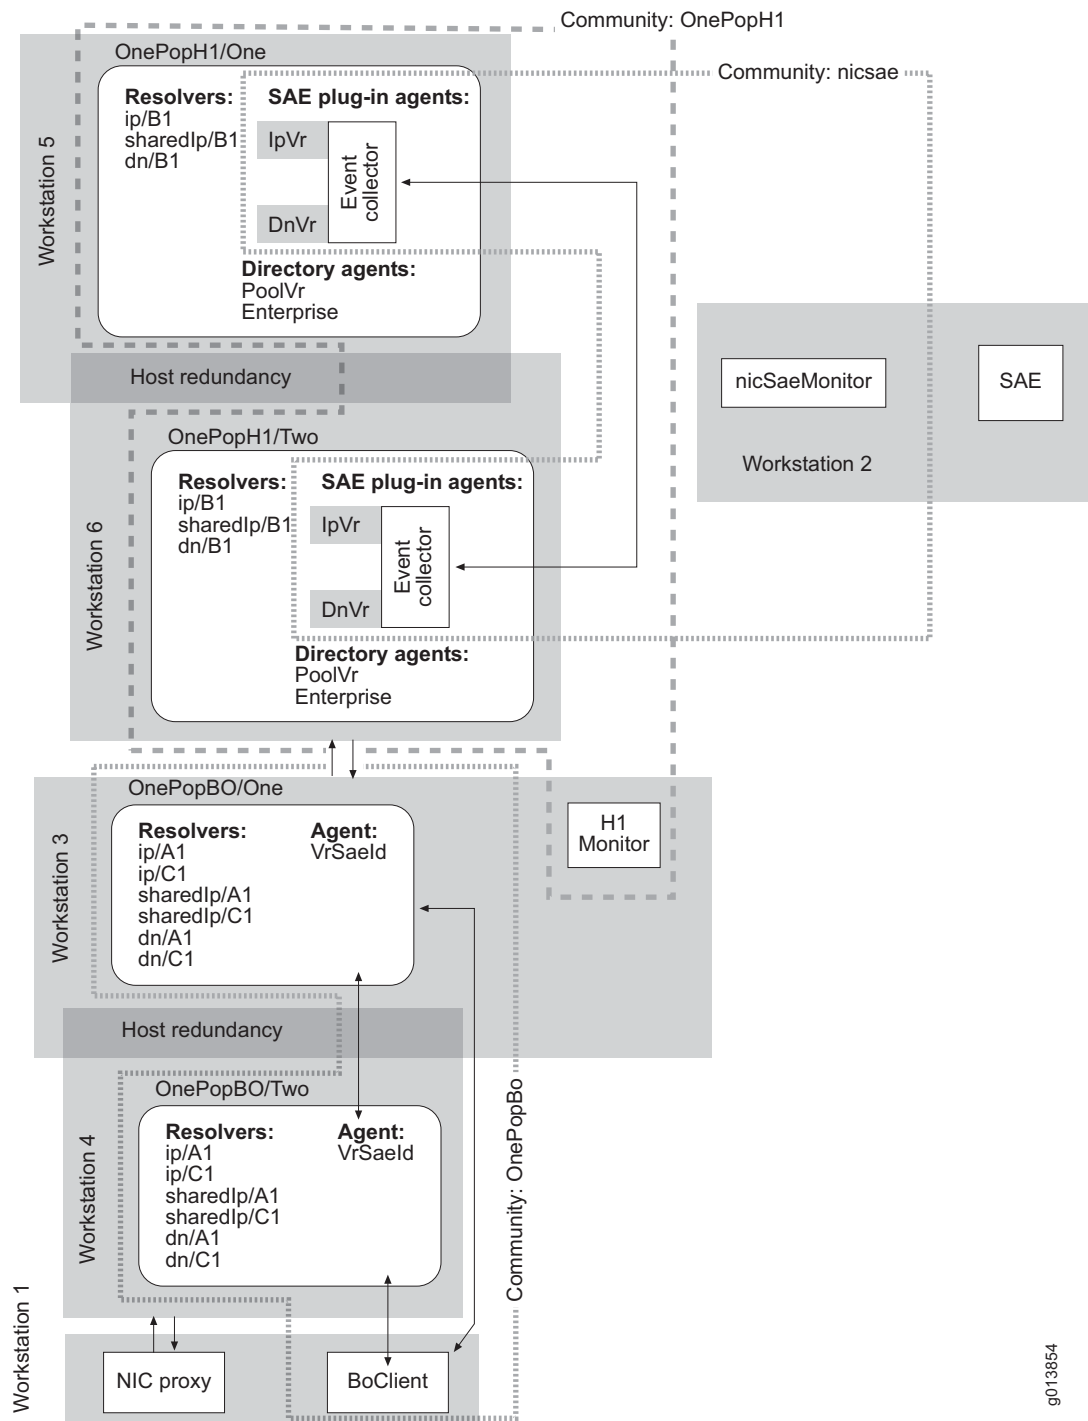 Community: OnePopH1
OnePopH1/One
Community: nicsae
Workstation 5
Resolvers:
ip/B1
sharedIp/B1
dn/B1
SAE plug-in agents:
IpVr
Event
collector
DnVr
Directory agents:
PoolVr
Enterprise
Host redundancy
nicSaeMonitor
SAE
Workstation 2
OnePopH1/Two
Workstation 6
Resolvers:
ip/B1
sharedIp/B1
dn/B1
SAE plug-in agents:
IpVr
Event
collector
DnVr
Directory agents:
PoolVr
Enterprise
OnePopBO/One
Workstation 3
Resolvers:
ip/A1
ip/C1
sharedIp/A1
sharedIp/C1
dn/A1
dn/C1
Agent:
VrSaeId
H1
Monitor
Host redundancy
OnePopBO/Two
Workstation 4
Resolvers:
ip/A1
ip/C1
sharedIp/A1
sharedIp/C1
dn/A1
dn/C1
Agent:
VrSaeId
Community: OnePopBo
Workstation 1
NIC proxy
BoClient
g013854